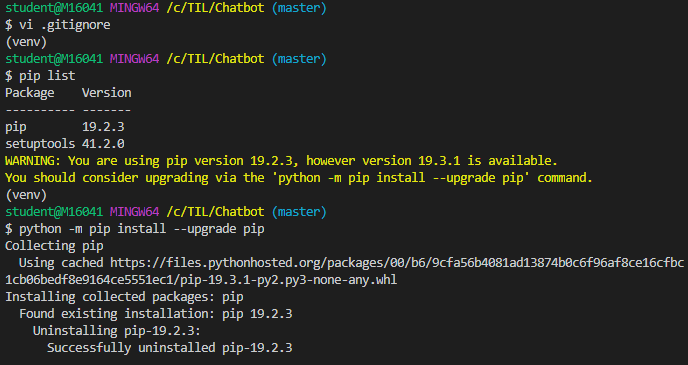 student@M16041 MINGW64 /c/TIL/Chatbot (master)
$ vi .gitignore
(venv)
student@M16041 MINGW64 /c/TIL/Chatbot (master)
$ pip list
Package    Version
---------- -------
pip        19.2.3
setuptools 41.2.0
WARNING: You are using pip version 19.2.3, however version 19.3.1 is available.
You should consider upgrading via the 'python -m pip install --upgrade pip' command.
(venv)
student@M16041 MINGW64 /c/TIL/Chatbot (master)
$ python -m pip install --upgrade pip
Collecting pip
  Using cached https://files.pythonhosted.org/packages/00/b6/9cfa56b4081ad13874b0c6f96af8ce16cfbc
1cb06bedf8e9164ce5551ec1/pip-19.3.1-py2.py3-none-any.whl
Installing collected packages: pip
  Found existing installation: pip 19.2.3
    Uninstalling pip-19.2.3:
      Successfully uninstalled pip-19.2.3